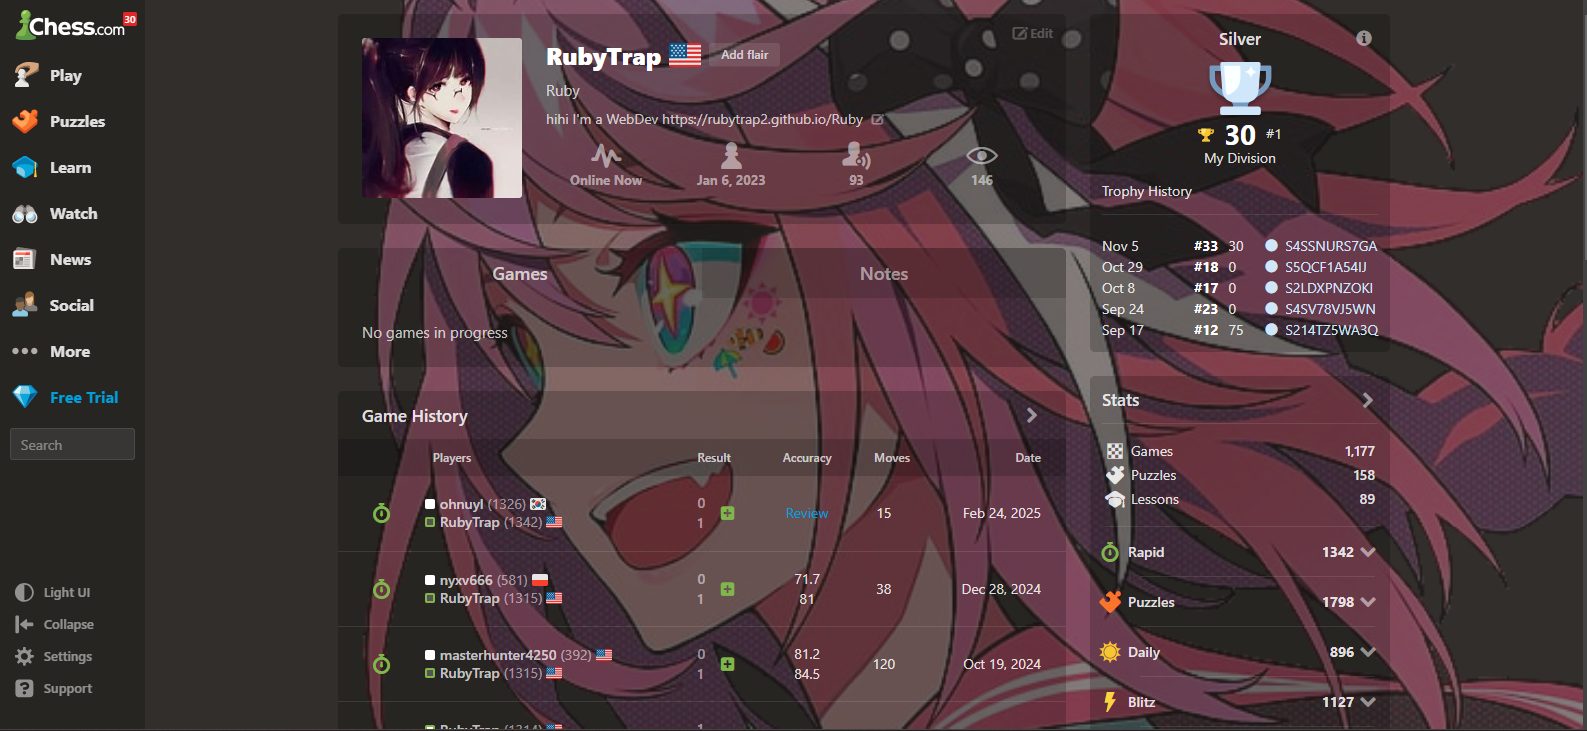 Chess.com
30
Play
Puzzles
Learn
Watch
News
Social
More
Free Trial
Search
Light UI
Collapse
Settings
Support
RubyTrap Add flair
Edit
Ruby
hihi I'm a WebDev https://rubytrap2.github.io/Ruby
Online Now Jan 6, 2023 93 146
Games Notes
No games in progress
Game History
Players Result Accuracy Moves Date
ohnuyl (1326) 0
RubyTrap (1342) 1
Review 15 Feb 24, 2025
nyxv666 (581) 0 71.7
RubyTrap (1315) 1 81
38 Dec 28, 2024
masterhunter4250 (392) 0 81.2
RubyTrap (1315) 1 84.5
120 Oct 19, 2024
RubyTrap (1314) 1
Silver
30 #1
My Division
Trophy History
Nov 5 #33 30 S4SSNURS7GA
Oct 29 #18 0 S5QCF1A54IJ
Oct 8 #17 0 S2LDXPNZOKI
Sep 24 #23 0 S4SV78VJ5WN
Sep 17 #12 75 S214TZ5WA3Q
Stats
Games 1,177
Puzzles 158
Lessons 89
Rapid 1342
Puzzles 1798
Daily 896
Blitz 1127